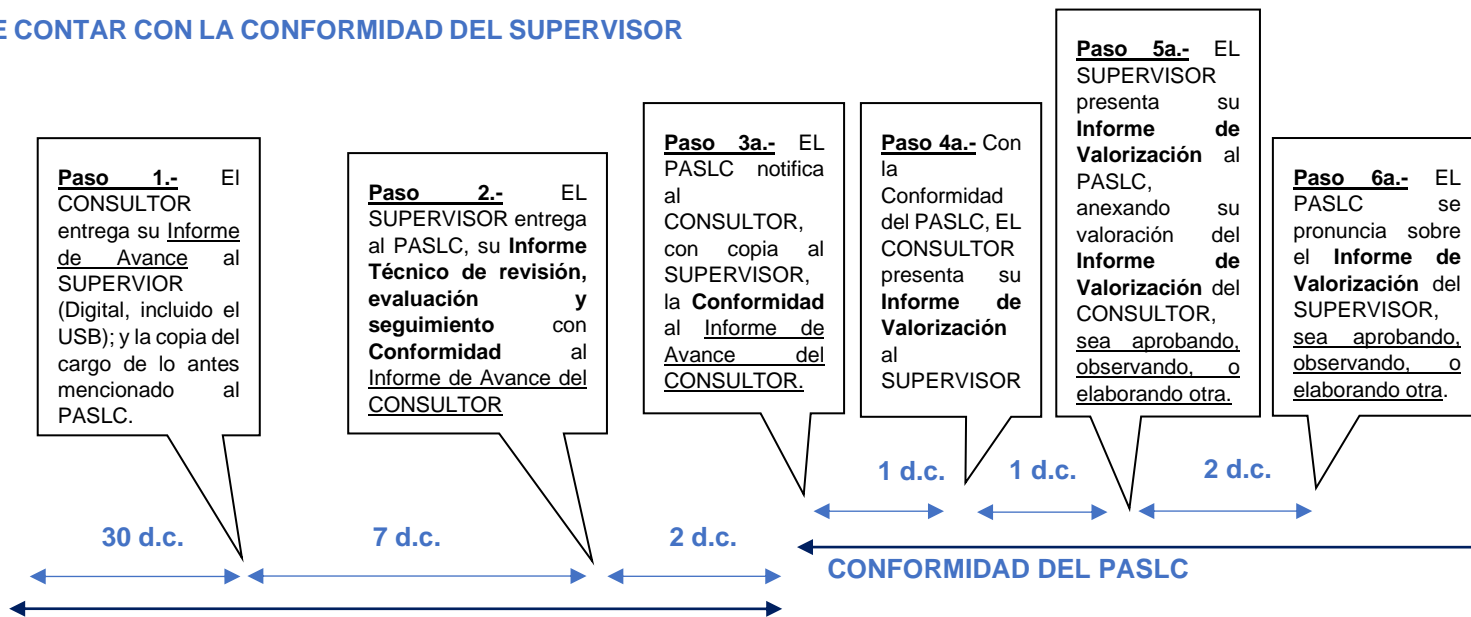 E CONTAR CON LA CONFORMIDAD DEL SUPERVISOR
Paso 1.- El
CONSULTOR
entrega su Informe
de Avance al
SUPERVIOR
(Digital, incluido el
USB); y la copia del
cargo de lo antes
mencionado al
PASLC.
Paso 2.- EL
SUPERVISOR entrega
al PASLC, su Informe
Técnico de revisión,
evaluación y
seguimiento con
Conformidad al
Informe de Avance del
CONSULTOR
Paso 3a.- EL
PASLC notifica
al
CONSULTOR,
con copia al
SUPERVISOR,
la Conformidad
al Informe de
Avance del
CONSULTOR.
Paso 4a.- Con
la
Conformidad
del PASLC, EL
CONSULTOR
presenta su
Informe de
Valorización
al
SUPERVISOR
Paso 5a.- EL
SUPERVISOR
presenta su
Informe de
Valorización al
PASLC,
anexando su
valoración del
Informe de
Valorización del
CONSULTOR,
sea aprobando,
observando, o
elaborando otra.
Paso 6a.- EL
PASLC se
pronuncia sobre
el Informe de
Valorización del
SUPERVISOR,
sea aprobando,
observando, o
elaborando otra.
30 d.c.
7 d.c.
2 d.c.
1 d.c.
1 d.c.
2 d.c.
CONFORMIDAD DEL PASLC